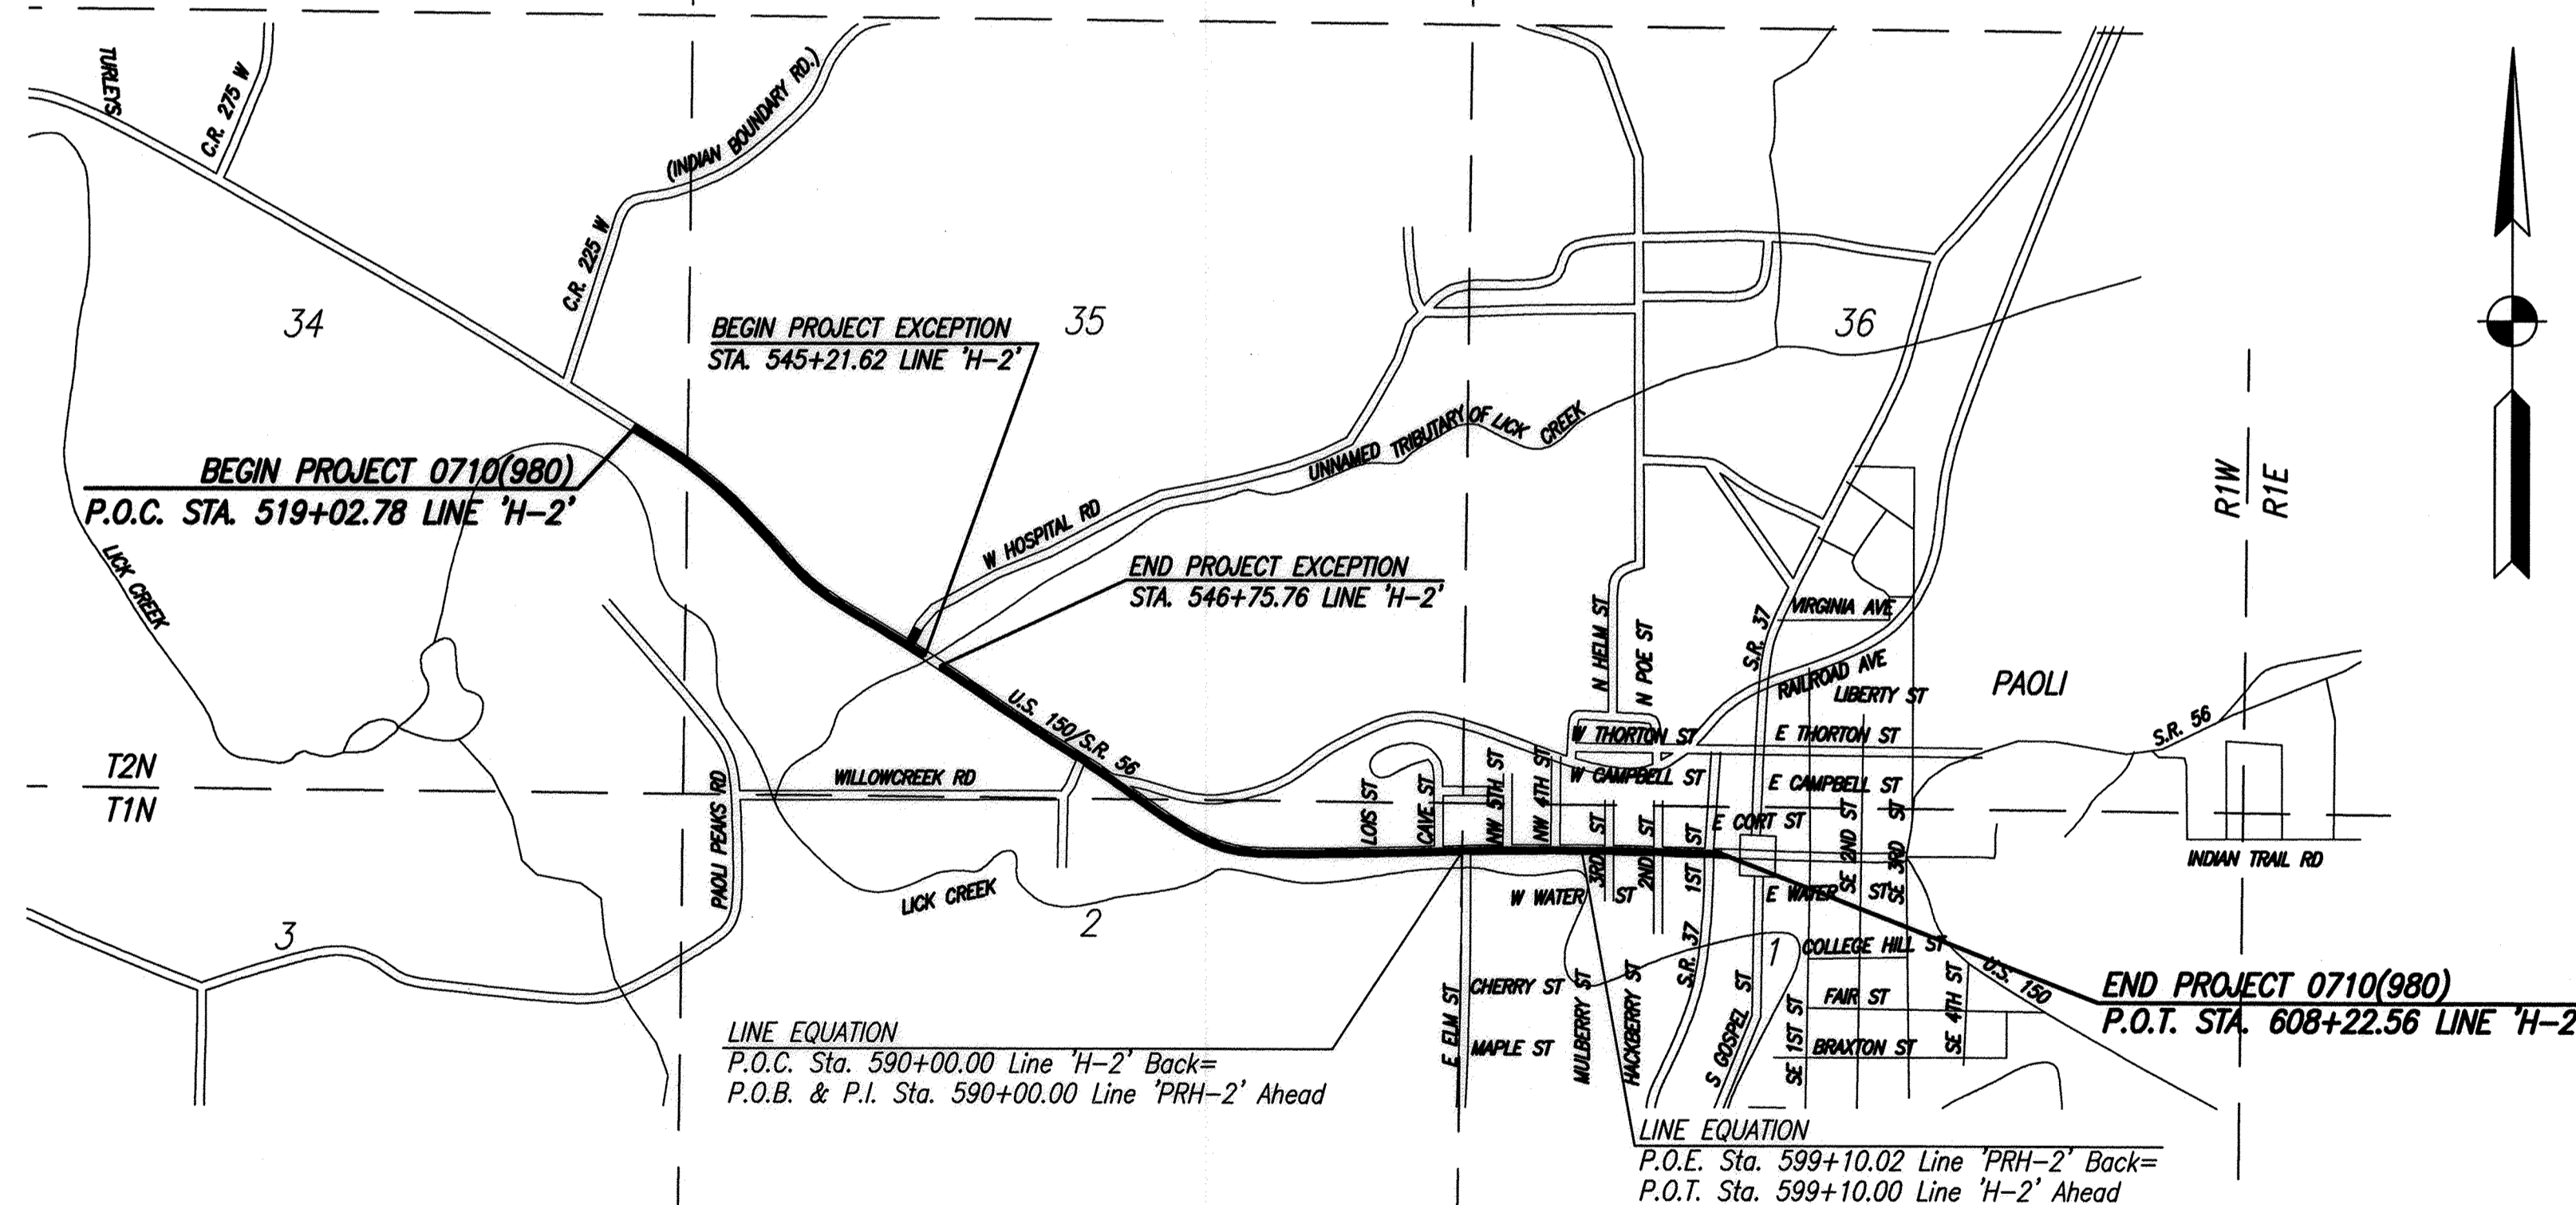 TURLEYS
C.R. 275 W
(INDIAN BOUNDARY RD.)
C.R. 225 W
34
35
36
BEGIN PROJECT EXCEPTION
STA. 545+21.62 LINE 'H-2'
BEGIN PROJECT 0710(980)
P.O.C. STA. 519+02.78 LINE 'H-2'
UNNAMED TRIBUTARY OF LICK CREEK
W HOSPITAL RD
R1W
R1E
LICK CREEK
END PROJECT EXCEPTION
STA. 546+75.76 LINE 'H-2'
N HELM ST
N POE ST
S.R. 37
VIRGINIA AVE
RAILROAD AVE
LIBERTY ST
PAOLI
U.S. 150/S.R. 56
W THORTON ST
E THORTON ST
S.R. 56
T2N
T1N
PAOLI PEAKS RD
WILLOWCREEK RD
W CAMPBELL ST
E CAMPBELL ST
LOIS ST
CAVE ST
NW 5TH ST
NW 4TH ST
3RD ST
2ND ST
1ST ST
E CORT ST
SE 2ND ST
SE 3RD ST
INDIAN TRAIL RD
LICK CREEK
W WATER ST
E WATER ST
3
2
1
S.R. 37
COLLEGE HILL ST
U.S. 150
END PROJECT 0710(980)
P.O.T. STA. 608+22.56 LINE 'H-2
E ELM ST
CHERRY ST
MAPLE ST
MULBERRY ST
HACKBERRY ST
S GOSPEL ST
SE 1ST ST
FAIR ST
BRAXTON ST
SE 4TH ST
LINE EQUATION
P.O.C. Sta. 590+00.00 Line 'H-2' Back=
P.O.B. & P.I. Sta. 590+00.00 Line 'PRH-2' Ahead
LINE EQUATION
P.O.E. Sta. 599+10.02 Line 'PRH-2' Back=
P.O.T. Sta. 599+10.00 Line 'H-2' Ahead